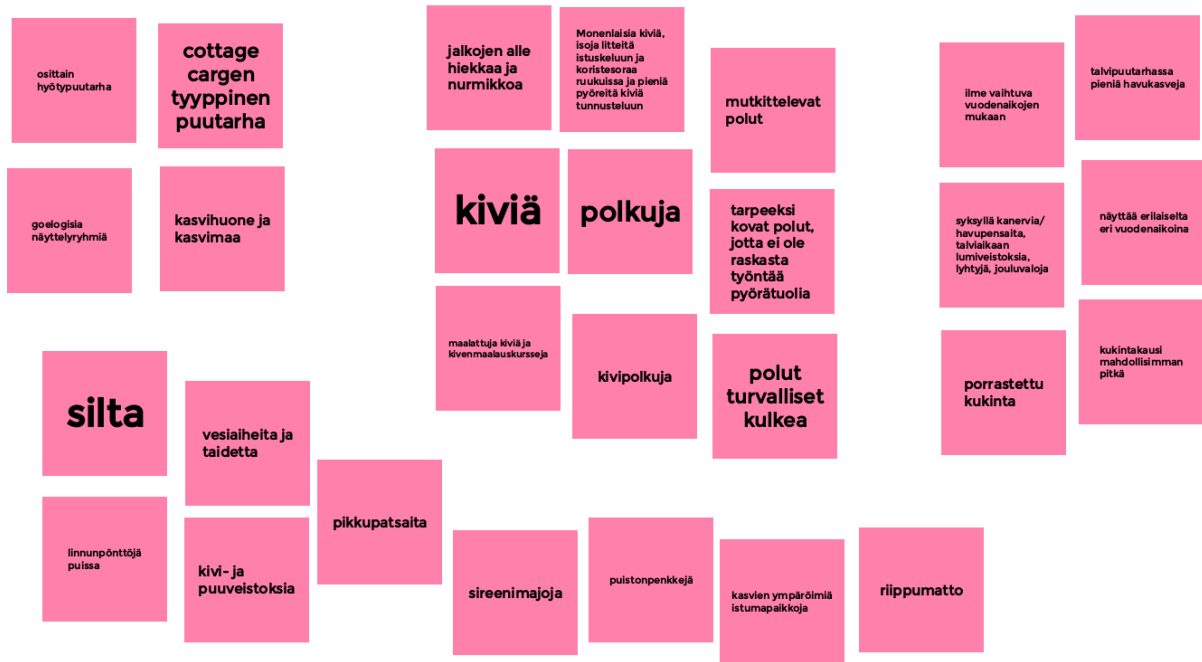 osittain
hyötypuutarha
cottage
cargen
tyyppinen
puutarha
goelogisia
näyttelyryhmiä
kasvihuone ja
kasvimaa
jalkojen alle
hiekkaa ja
nurmikkoa
Monenlaisia kiviä,
isoja litteitä
istuskeluun ja
koristesoraa
ruukuissa ja pieniä
pyöreitä kiviä
tunnusteluun
mutkittelevat
polut
kiviä
polkuja
tarpeeksi
kovat polut,
jotta ei ole
raskasta
työntää
pyörätuolia
maalattuja kiviä ja
kivenmaalauskursseja
kivipolkuja
polut
turvalliset
kulkea
ilme vaihtuva
vuodenaikojen
mukaan
talvipuutarhassa
pieniä havukasveja
syksyllä kanervia/
havupensaita,
talviaikaan
lumiveistoksia,
lyhtyjä, jouluvaloja
näyttää erilaiselta
eri vuodenaikoina
porrastettu
kukinta
kukintakausi
mahdollisimman
pitkä
silta
vesiaiheita ja
taidetta
linnunpönttöjä
puissa
kivi- ja
puuveistoksia
pikkupatsaita
sireenimajoja
puistonpenkkejä
kasvien ympäröimiä
istumapaikkoja
riippumatto